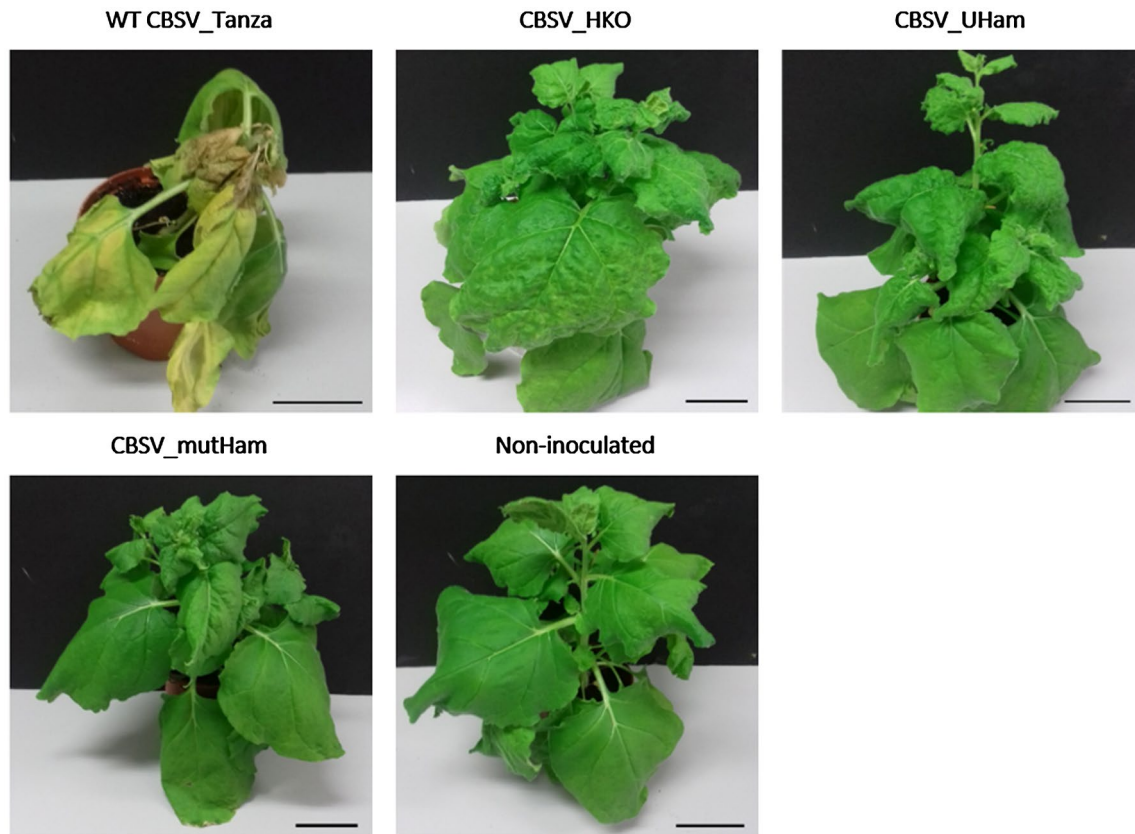 WT CBSV_Tanza
CBSV_HKO
CBSV_UHam
CBSV_mutHam
Non-inoculated